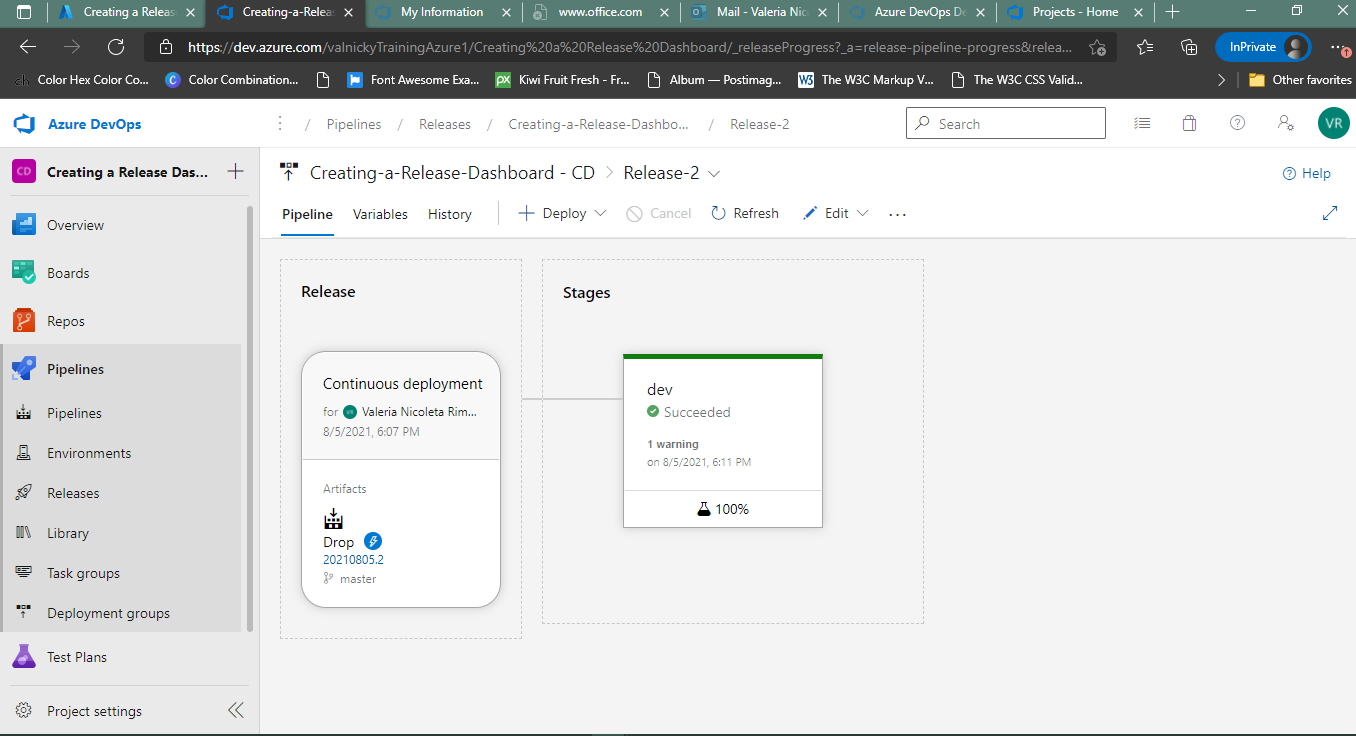 Creating a Releas
Creating-a-Relea
My Information
www.office.com
Mail - Valeria Nic
Azure DevOps De
Projects - Home
https://dev.azure.com/valnickyTrainingAzure1/Creating%20a%20Release%20Dashboard/_releaseProgress?_a=release-pipeline-progress&relea...
InPrivate
ch Color Hex Color Co...
C Color Combination...
Font Awesome Exa...
px Kiwi Fruit Fresh - Fr...
Album — Postimag...
W3 The W3C Markup V...
The W3C CSS Valid...
Other favorites
Azure DevOps
/ Pipelines / Releases / Creating-a-Release-Dashbo... / Release-2
Search
VR
CD Creating a Release Das...
Creating-a-Release-Dashboard - CD > Release-2
Help
Pipeline
Variables
History
Deploy
Cancel
Refresh
Edit
...
Overview
Boards
Repos
Pipelines
Pipelines
Environments
Releases
Library
Task groups
Deployment groups
Test Plans
Project settings
Release
Continuous deployment
for VR Valeria Nicoleta Rim...
8/5/2021, 6:07 PM
Artifacts
Drop
20210805.2
master
Stages
dev
Succeeded
1 warning
on 8/5/2021, 6:11 PM
100%